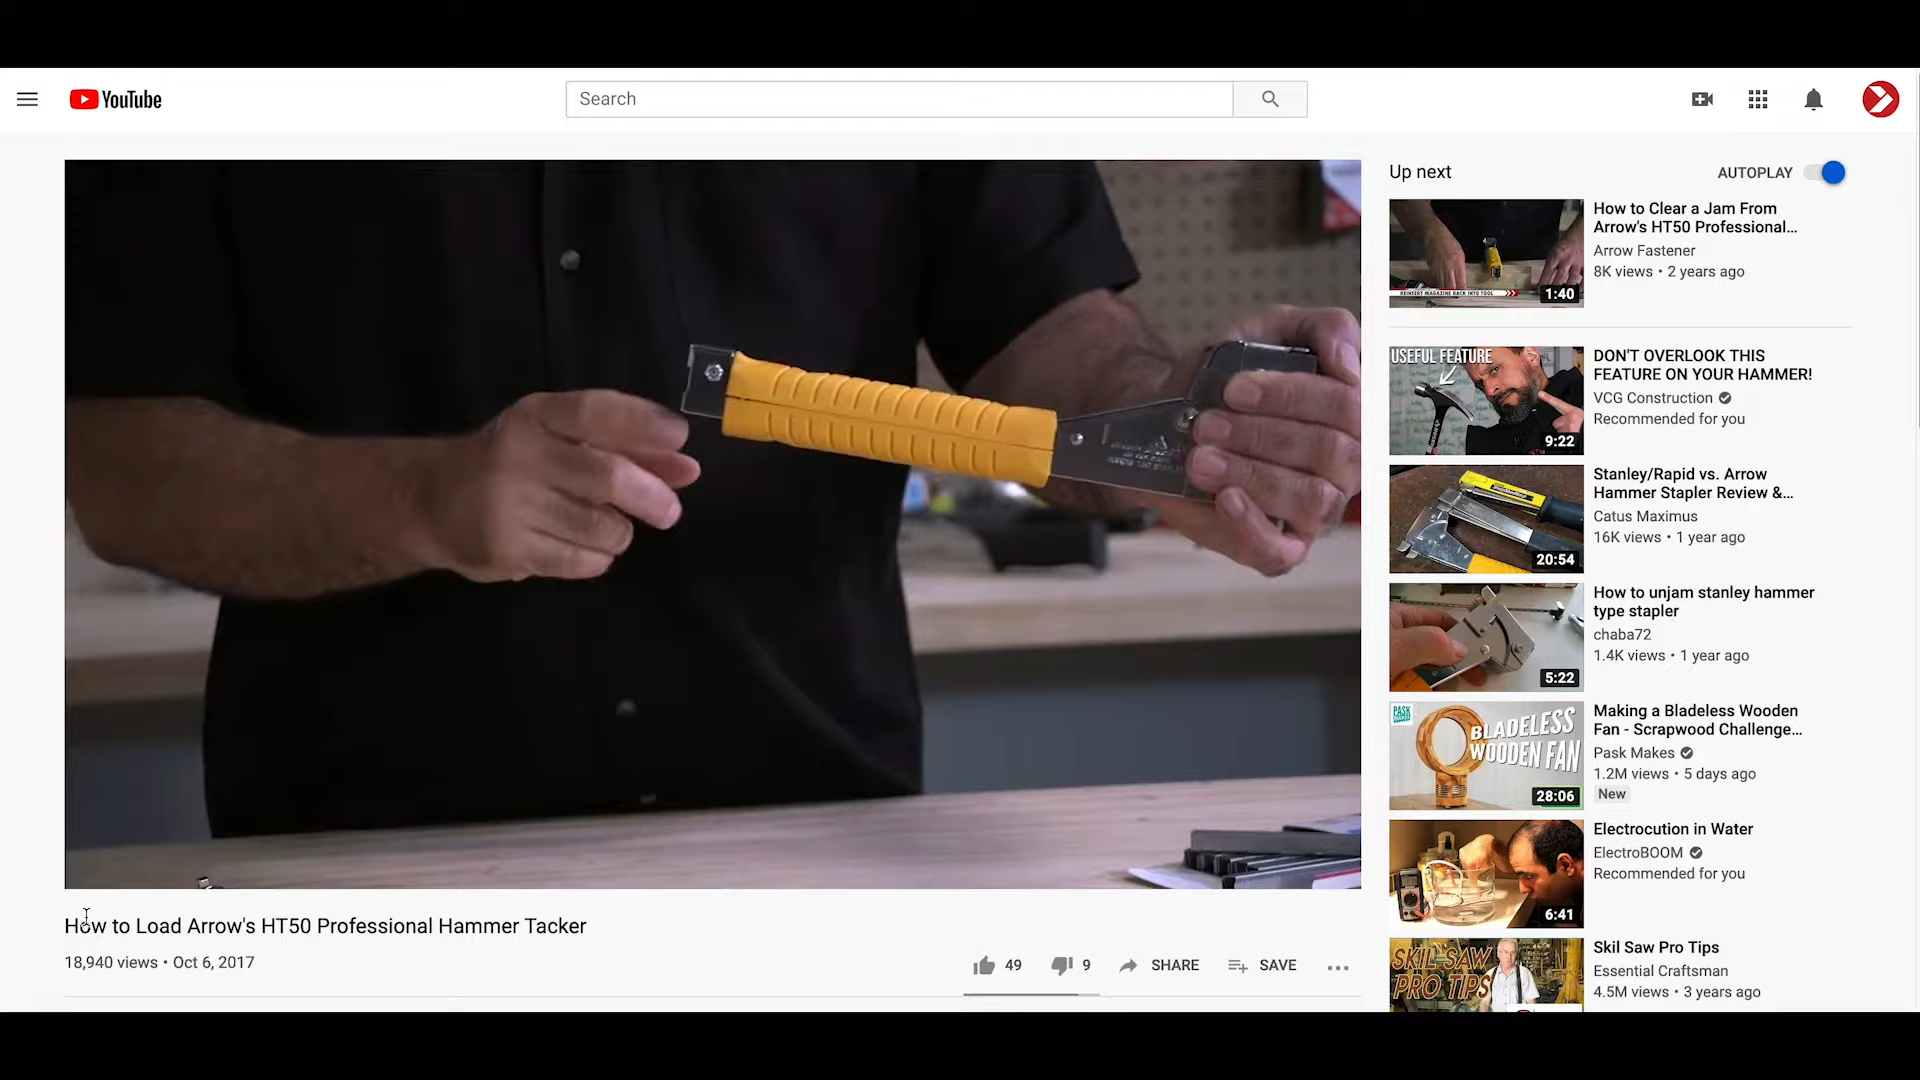 YouTube
Search
Up next
AUTOPLAY
REINSERT MAGAZINE BACK INTO TOOL
1:40
How to Clear a Jam From
Arrow's HT50 Professional...
Arrow Fastener
8K views • 2 years ago
USEFUL FEATURE
9:22
DON'T OVERLOOK THIS
FEATURE ON YOUR HAMMER!
VCG Construction
Recommended for you
20:54
Stanley/Rapid vs. Arrow
Hammer Stapler Review &...
Catus Maximus
16K views • 1 year ago
5:22
How to unjam stanley hammer
type stapler
chaba72
1.4K views • 1 year ago
PASK
MAKES
BLADELESS
WOODEN FAN
28:06
Making a Bladeless Wooden
Fan - Scrapwood Challenge...
Pask Makes
1.2M views • 5 days ago
New
6:41
Electrocution in Water
ElectroBOOM
Recommended for you
SKIL SAW
PRO TIPS
Skil Saw Pro Tips
Essential Craftsman
4.5M views • 3 years ago
How to Load Arrow's HT50 Professional Hammer Tacker
18,940 views • Oct 6, 2017
49
9
SHARE
SAVE